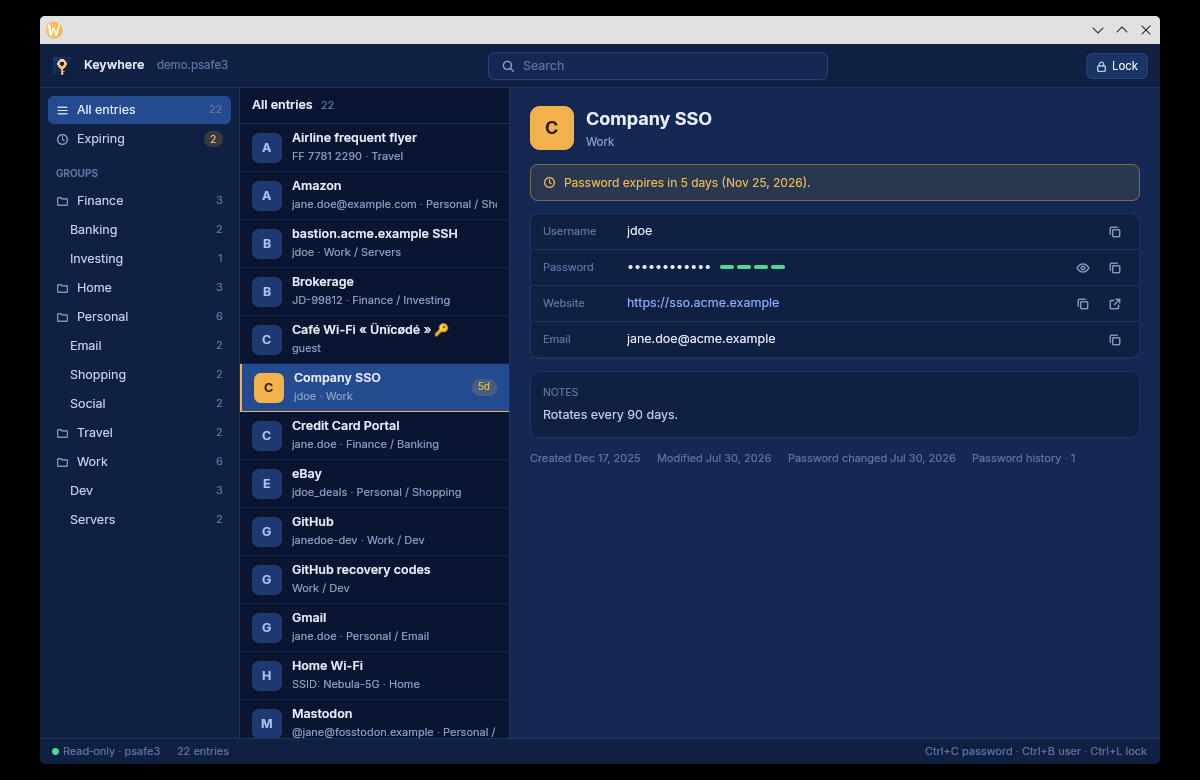 W
Keywhere demo.psafe3
Search
Lock
All entries 22
Expiring 2
GROUPS
Finance 3
Banking 2
Investing 1
Home 3
Personal 6
Email 2
Shopping 2
Social 2
Travel 2
Work 6
Dev 3
Servers 2
All entries 22
A
Airline frequent flyer
FF 7781 2290 · Travel
A
Amazon
jane.doe@example.com · Personal / Sho
B
bastion.acme.example SSH
jdoe · Work / Servers
B
Brokerage
JD-99812 · Finance / Investing
C
Café Wi-Fi « Ünïcødé » 🔑
guest
C
Company SSO
jdoe · Work
5d
C
Credit Card Portal
jane.doe · Finance / Banking
E
eBay
jdoe_deals · Personal / Shopping
G
GitHub
janedoe-dev · Work / Dev
G
GitHub recovery codes
Work / Dev
G
Gmail
jane.doe · Personal / Email
H
Home Wi-Fi
SSID: Nebula-5G · Home
M
Mastodon
@jane@fosstodon.example · Personal /
C
Company SSO
Work
Password expires in 5 days (Nov 25, 2026).
Username jdoe
Password ••••••••••••
Website https://sso.acme.example
Email jane.doe@acme.example
NOTES
Rotates every 90 days.
Created Dec 17, 2025 Modified Jul 30, 2026 Password changed Jul 30, 2026 Password history · 1
Read-only · psafe3 22 entries
Ctrl+C password · Ctrl+B user · Ctrl+L lock